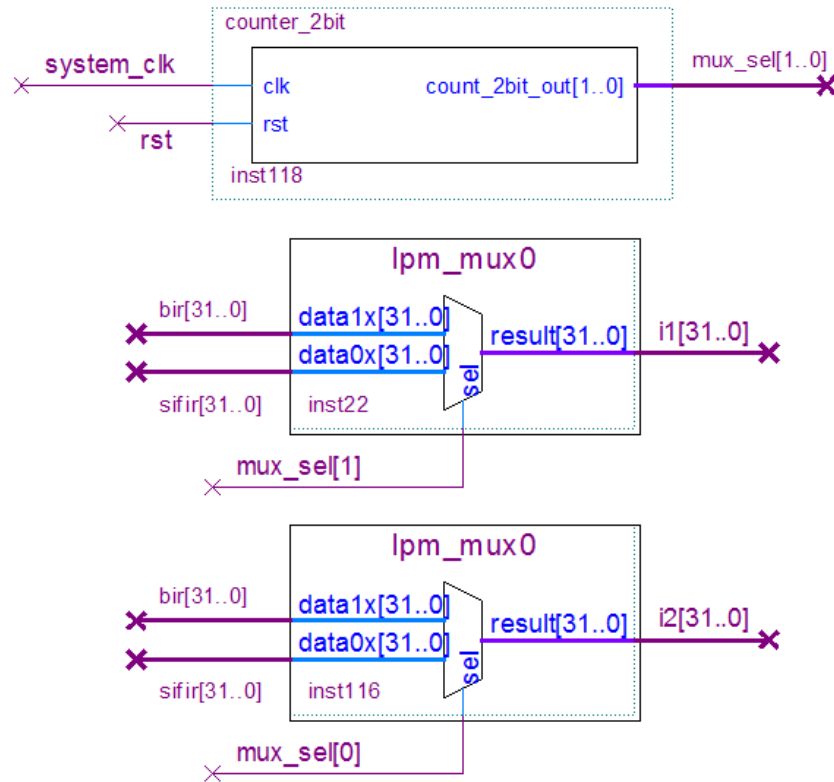 counter_2bit
system_clk
clk
count_2bit_out[1..0]
mux_sel[1..0]
rst
rst
inst118
lpm_mux0
bir[31..0]
data1x[31..0]
result[31..0]
i1[31..0]
data0x[31..0]
sel
sifir[31..0]
inst22
mux_sel[1]
lpm_mux0
bir[31..0]
data1x[31..0]
result[31..0]
i2[31..0]
data0x[31..0]
sel
sifir[31..0]
inst116
mux_sel[0]